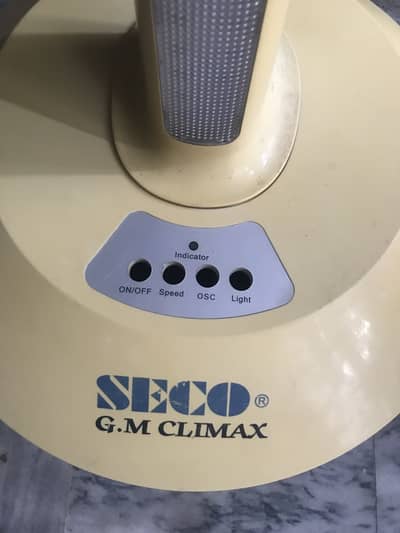 Indicator
ON/OFF Speed OSC Light
SECO ®
G.M CLIMAX